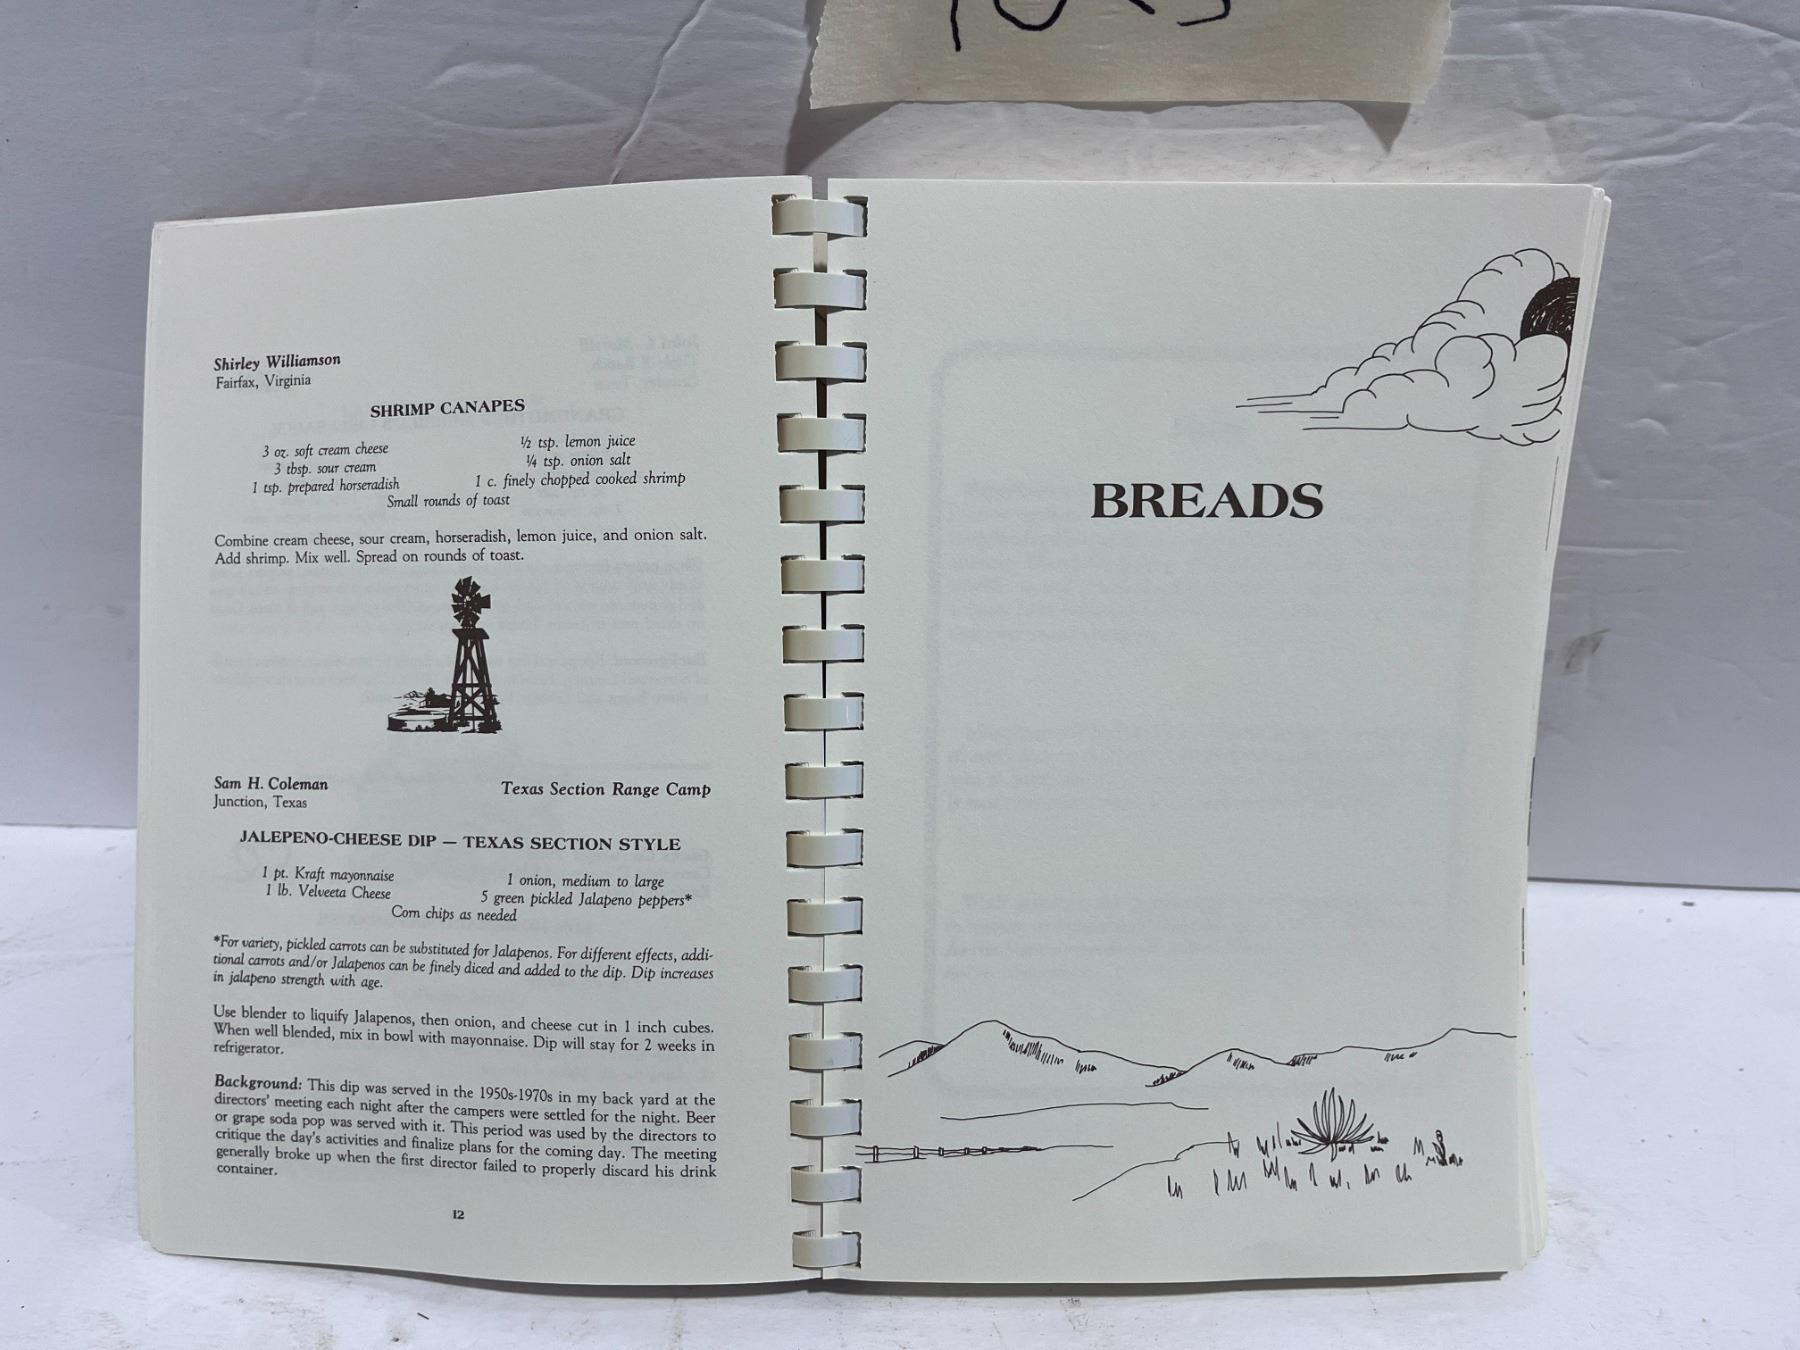 Shirley Williamson
Fairfax, Virginia
SHRIMP CANAPES
3 oz. soft cream cheese
3 tbsp. sour cream
1 tsp. prepared horseradish
½ tsp. lemon juice
¼ tsp. onion salt
1 c. finely chopped cooked shrimp
Small rounds of toast
Combine cream cheese, sour cream, horseradish, lemon juice, and onion salt.
Add shrimp. Mix well. Spread on rounds of toast.
Sam H. Coleman
Junction, Texas
Texas Section Range Camp
JALEPENO-CHEESE DIP — TEXAS SECTION STYLE
1 pt. Kraft mayonnaise
1 lb. Velveeta Cheese
1 onion, medium to large
5 green pickled Jalapeno peppers*
Corn chips as needed
*For variety, pickled carrots can be substituted for Jalapenos. For different effects, addi-
tional carrots and/or Jalapenos can be finely diced and added to the dip. Dip increases
in jalapeno strength with age.
Use blender to liquify Jalapenos, then onion, and cheese cut in 1 inch cubes.
When well blended, mix in bowl with mayonnaise. Dip will stay for 2 weeks in
refrigerator.
Background: This dip was served in the 1950s-1970s in my back yard at the
directors' meeting each night after the campers were settled for the night. Beer
or grape soda pop was served with it. This period was used by the directors to
critique the day's activities and finalize plans for the coming day. The meeting
generally broke up when the first director failed to properly discard his drink
container.
12
BREADS